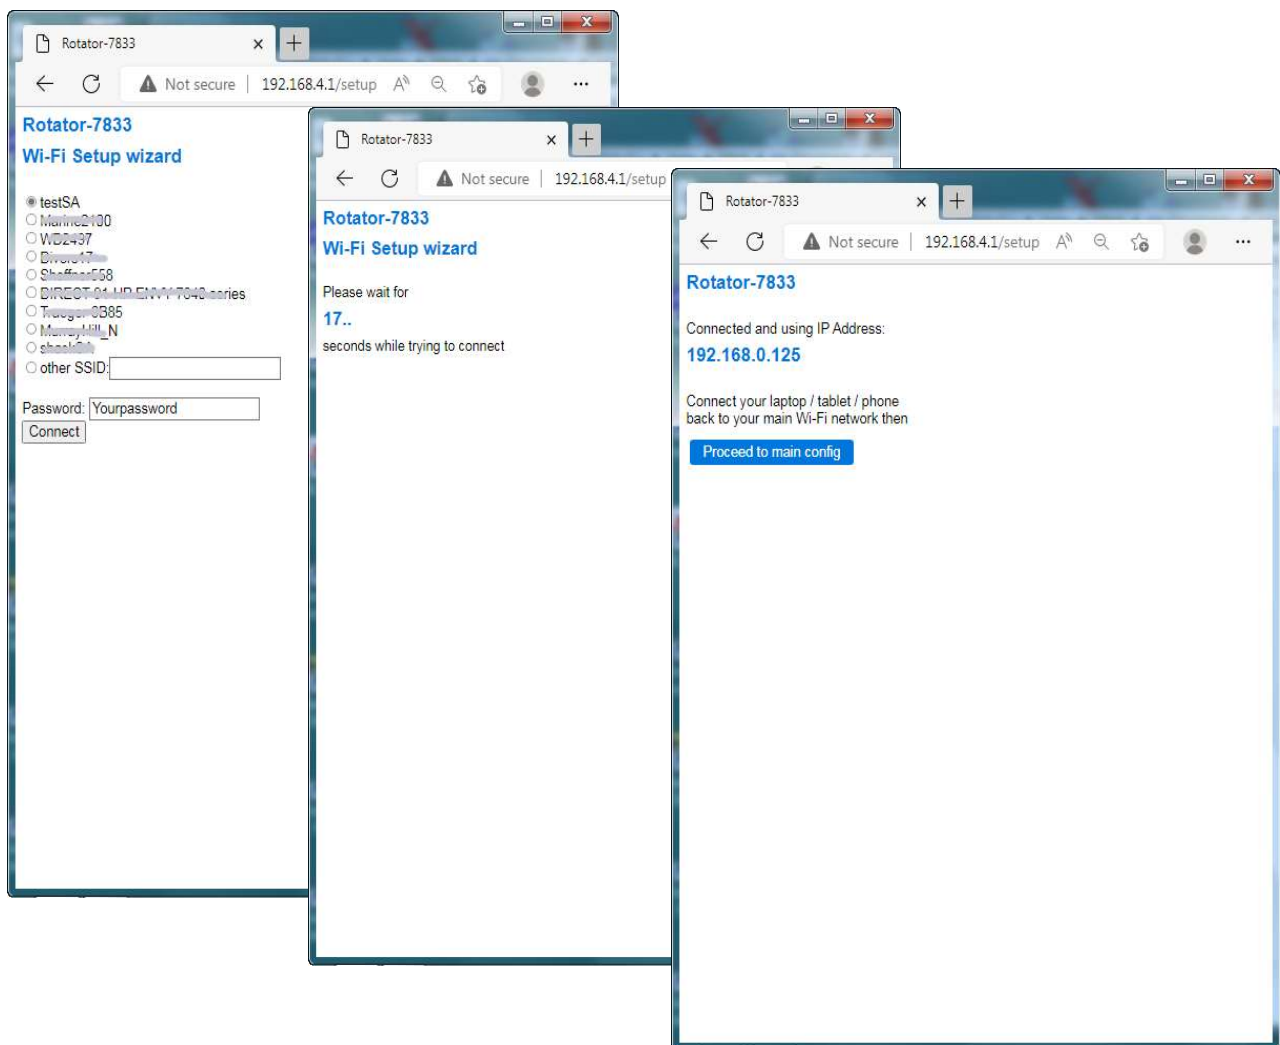 Rotator-7833
Not secure | 192.168.4.1/setup
Rotator-7833
Wi-Fi Setup wizard
testSA
other SSID:
Password: Yourpassword
Connect
Rotator-7833
Not secure | 192.168.4.1/setup
Rotator-7833
Wi-Fi Setup wizard
Please wait for
17..
seconds while trying to connect
Rotator-7833
Not secure | 192.168.4.1/setup
Rotator-7833
Connected and using IP Address:
192.168.0.125
Connect your laptop / tablet / phone
back to your main Wi-Fi network then
Proceed to main config